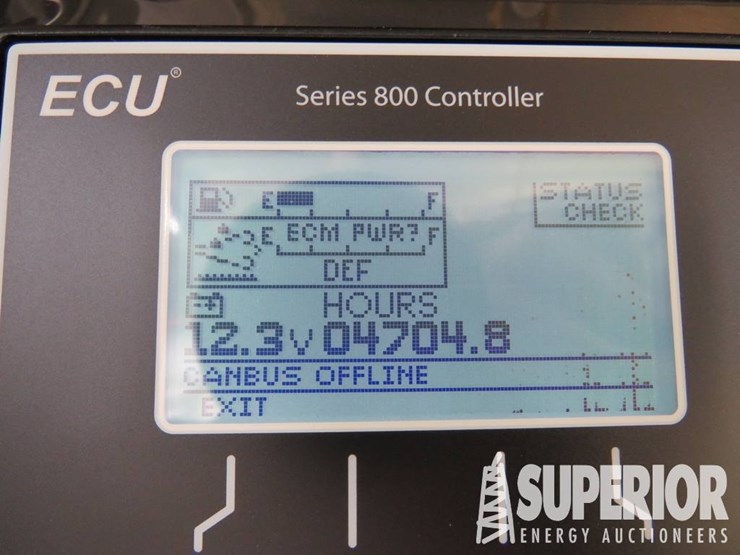 ECU®
Series 800 Controller
E F
STATUS CHECK
E ECM PWR? F
DEF
HOURS
12.3V 04704.8
CANBUS OFFLINE
EXIT
SUPERIOR
ENERGY AUCTIONEERS